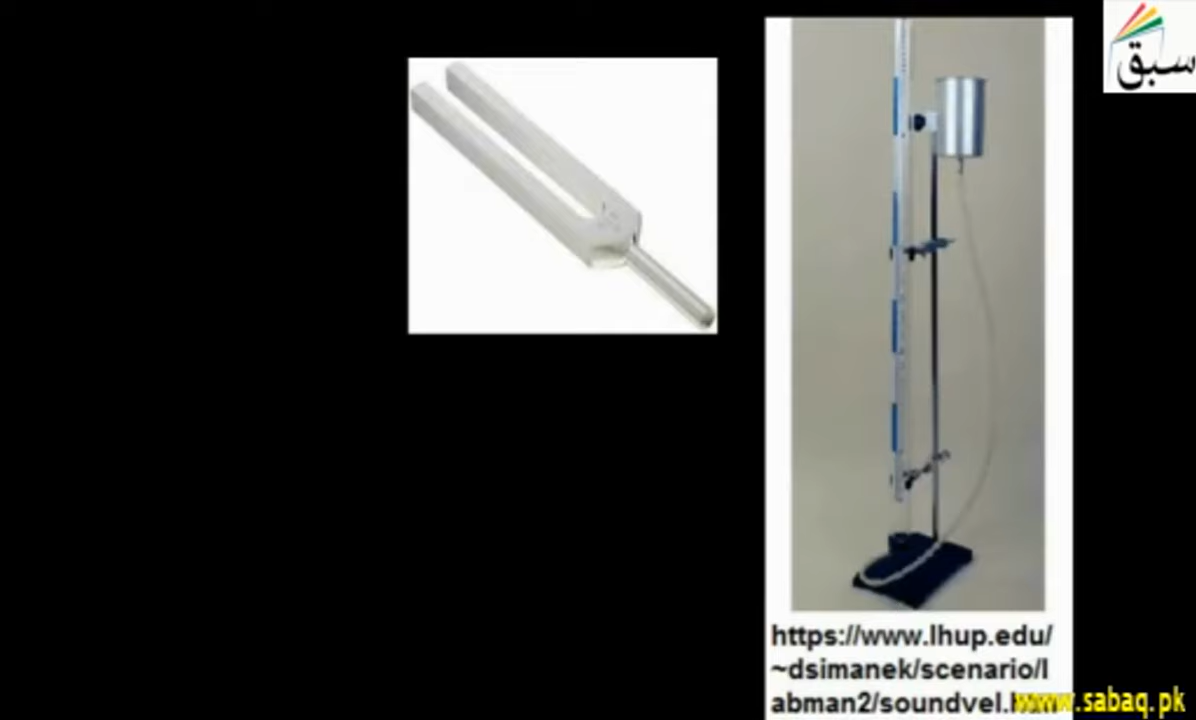 سبق
https://www.lhup.edu/
~dsimanek/scenario/l
abman2/soundvel.
www.sabaq.pk